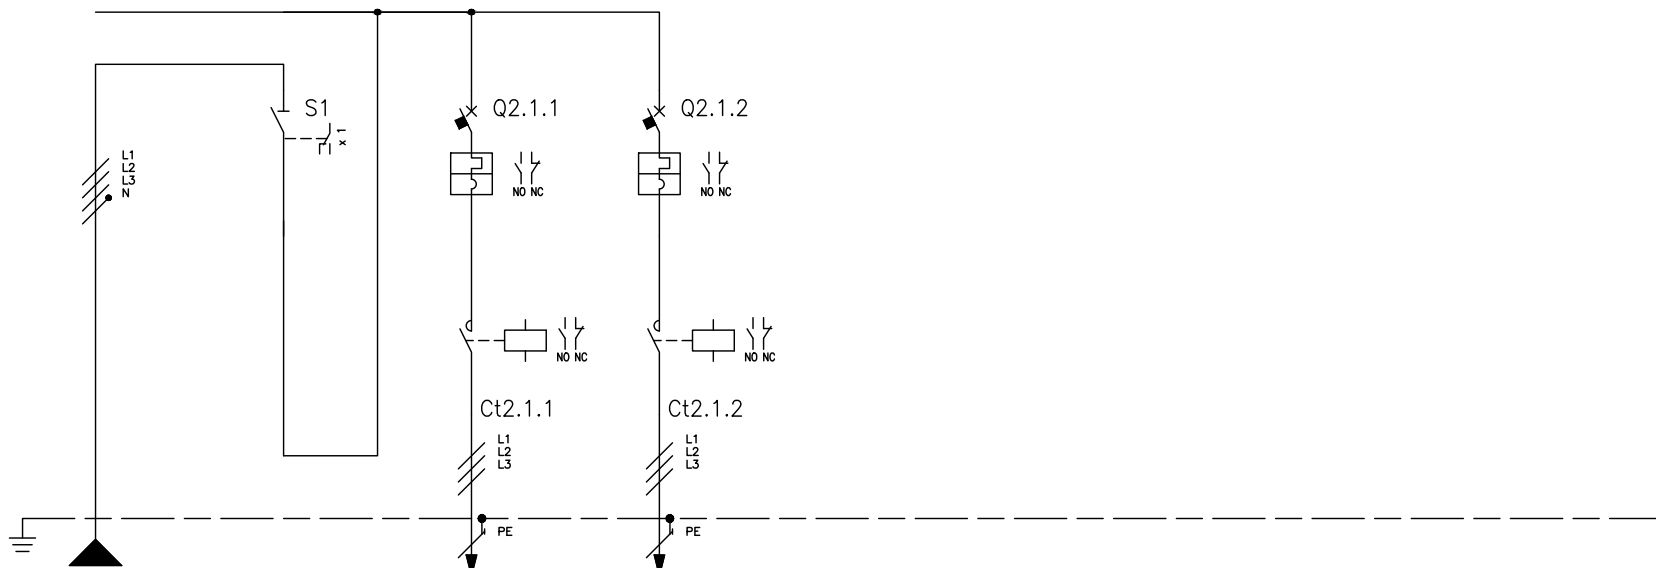 S1
x 1
Q2.1.1
Q2.1.2
L1
L2
L3
N
NO NC
NO NC
NO NC
NO NC
Ct2.1.1
Ct2.1.2
L1
L2
L3
L1
L2
L3
PE
PE